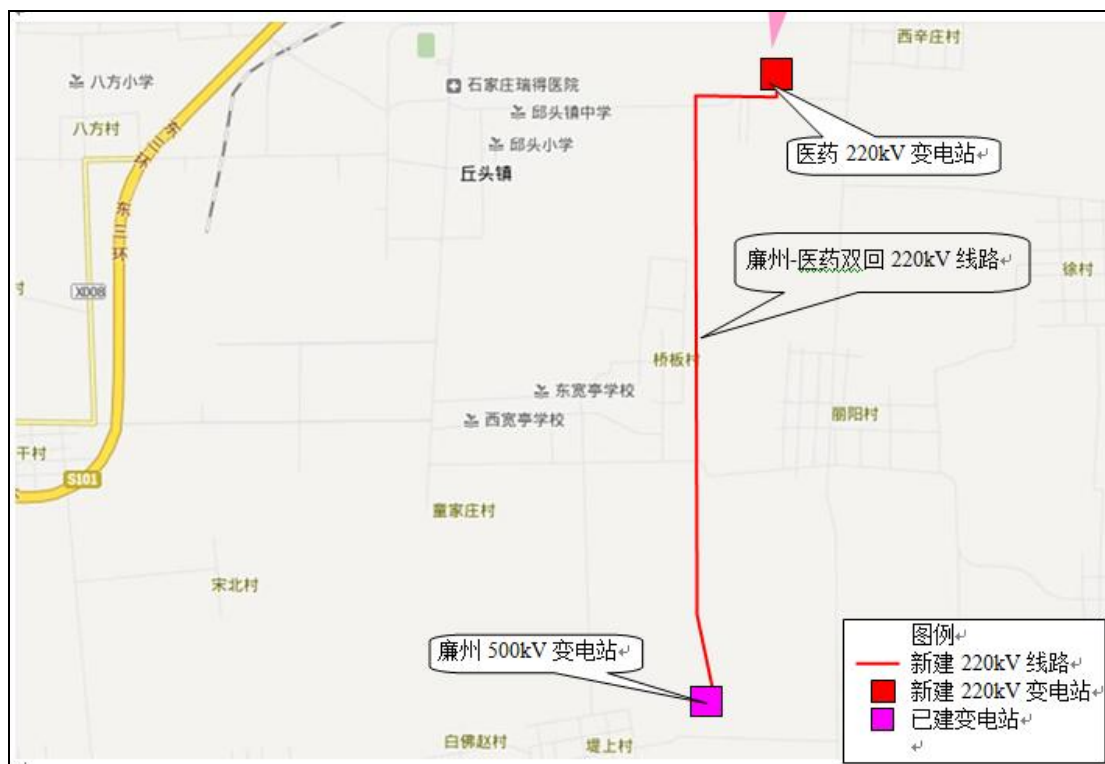 西辛庄村
八方小学
石家庄瑞得医院
邱头镇中学
八方村
东三环
邱头小学
医药 220kV 变电站
丘头镇
东三环
廉州-医药双回 220kV 线路
徐村
村
X008
桥板村
东宽亭学校
西宽亭学校
丽阳村
干村
S101
童家庄村
宋北村
图例
廉州 500kV 变电站
新建 220kV 线路
新建 220kV 变电站
已建变电站
白佛赵村
堤上村